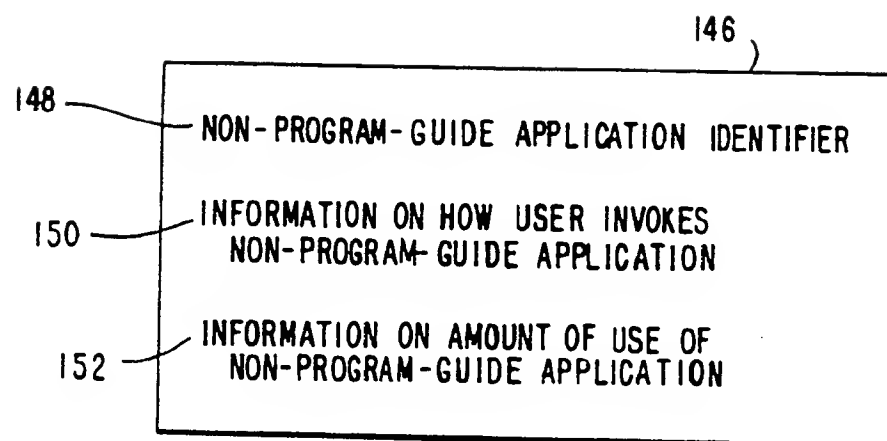 146
148
NON-PROGRAM-GUIDE APPLICATION IDENTIFIER
150
INFORMATION ON HOW USER INVOKES
NON-PROGRAM-GUIDE APPLICATION
152
INFORMATION ON AMOUNT OF USE OF
NON-PROGRAM-GUIDE APPLICATION